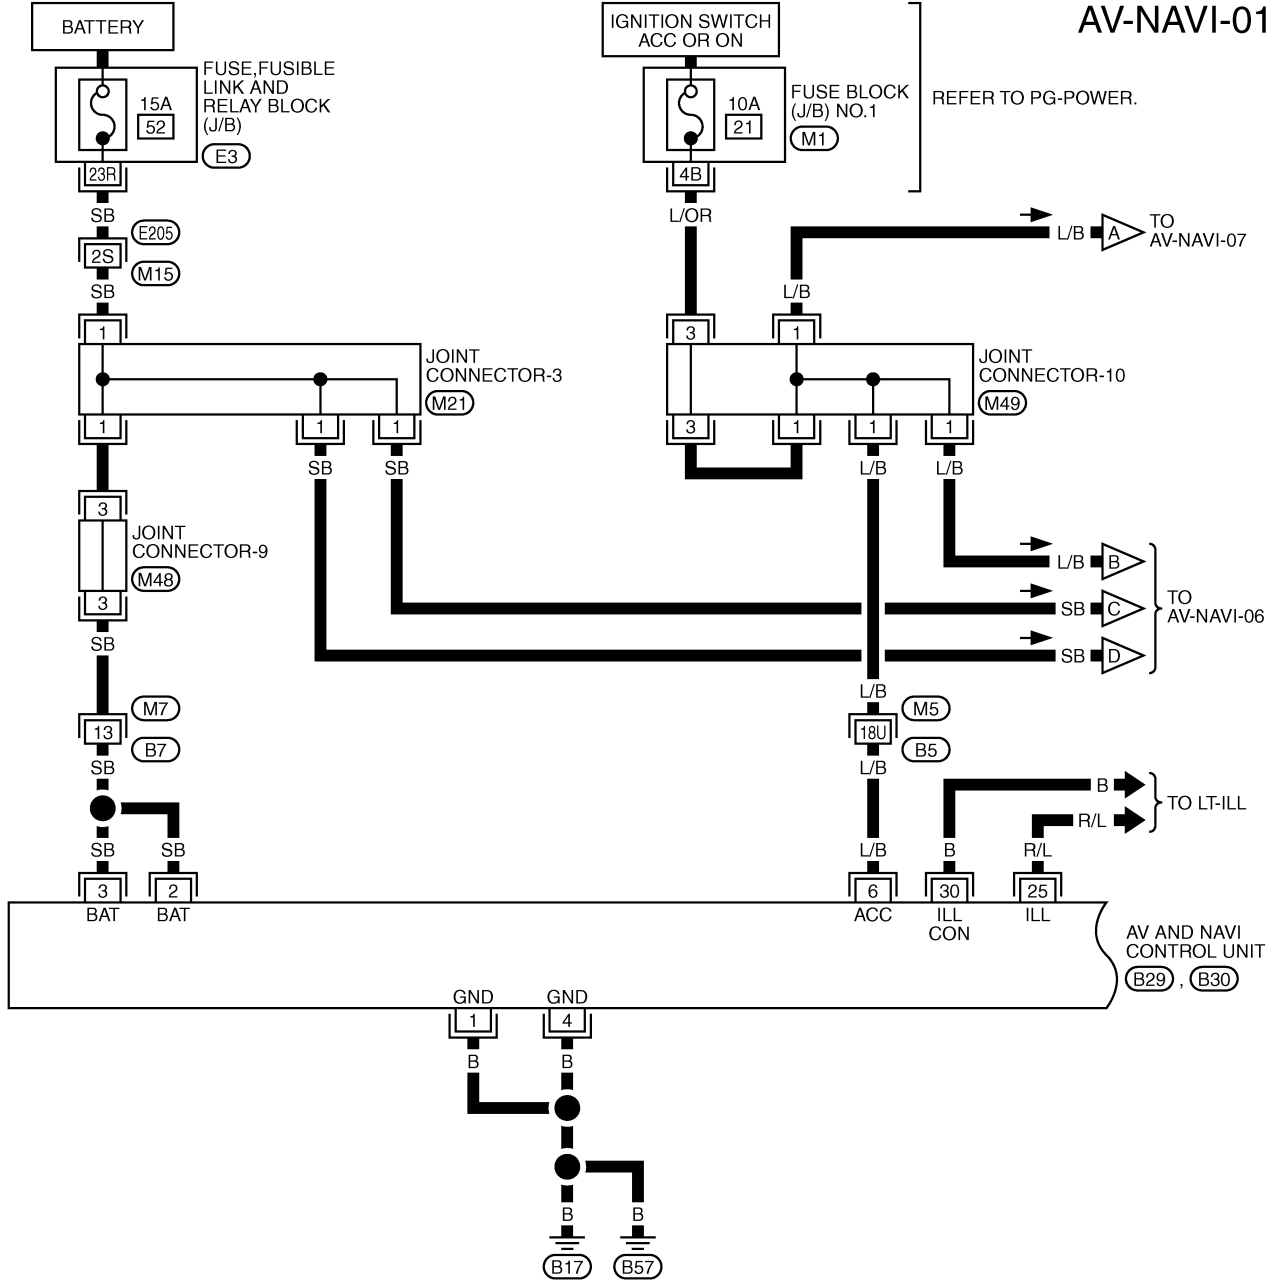 AV-NAVI-01
BATTERY
IGNITION SWITCH
ACC OR ON
FUSE,FUSIBLE
LINK AND
RELAY BLOCK
(J/B)
E3
15A
52
10A
21
FUSE BLOCK
(J/B) NO.1
M1
REFER TO PG-POWER.
23R
4B
SB
L/OR
E205
2S
M15
SB
L/B
L/B
A
TO
AV-NAVI-07
1
3
1
JOINT
CONNECTOR-3
M21
JOINT
CONNECTOR-10
M49
1
1
1
3
1
1
1
SB
SB
L/B
L/B
3
JOINT
CONNECTOR-9
M48
3
SB
L/B
B
SB
C
SB
D
TO
AV-NAVI-06
L/B
M7
13
B7
SB
M5
18U
B5
L/B
B
R/L
TO LT-ILL
SB
SB
L/B
B
R/L
3
2
6
30
25
BAT
BAT
ACC
ILL
CON
ILL
AV AND NAVI
CONTROL UNIT
B29 , B30
GND
GND
1
4
B
B
B
B
B17
B57